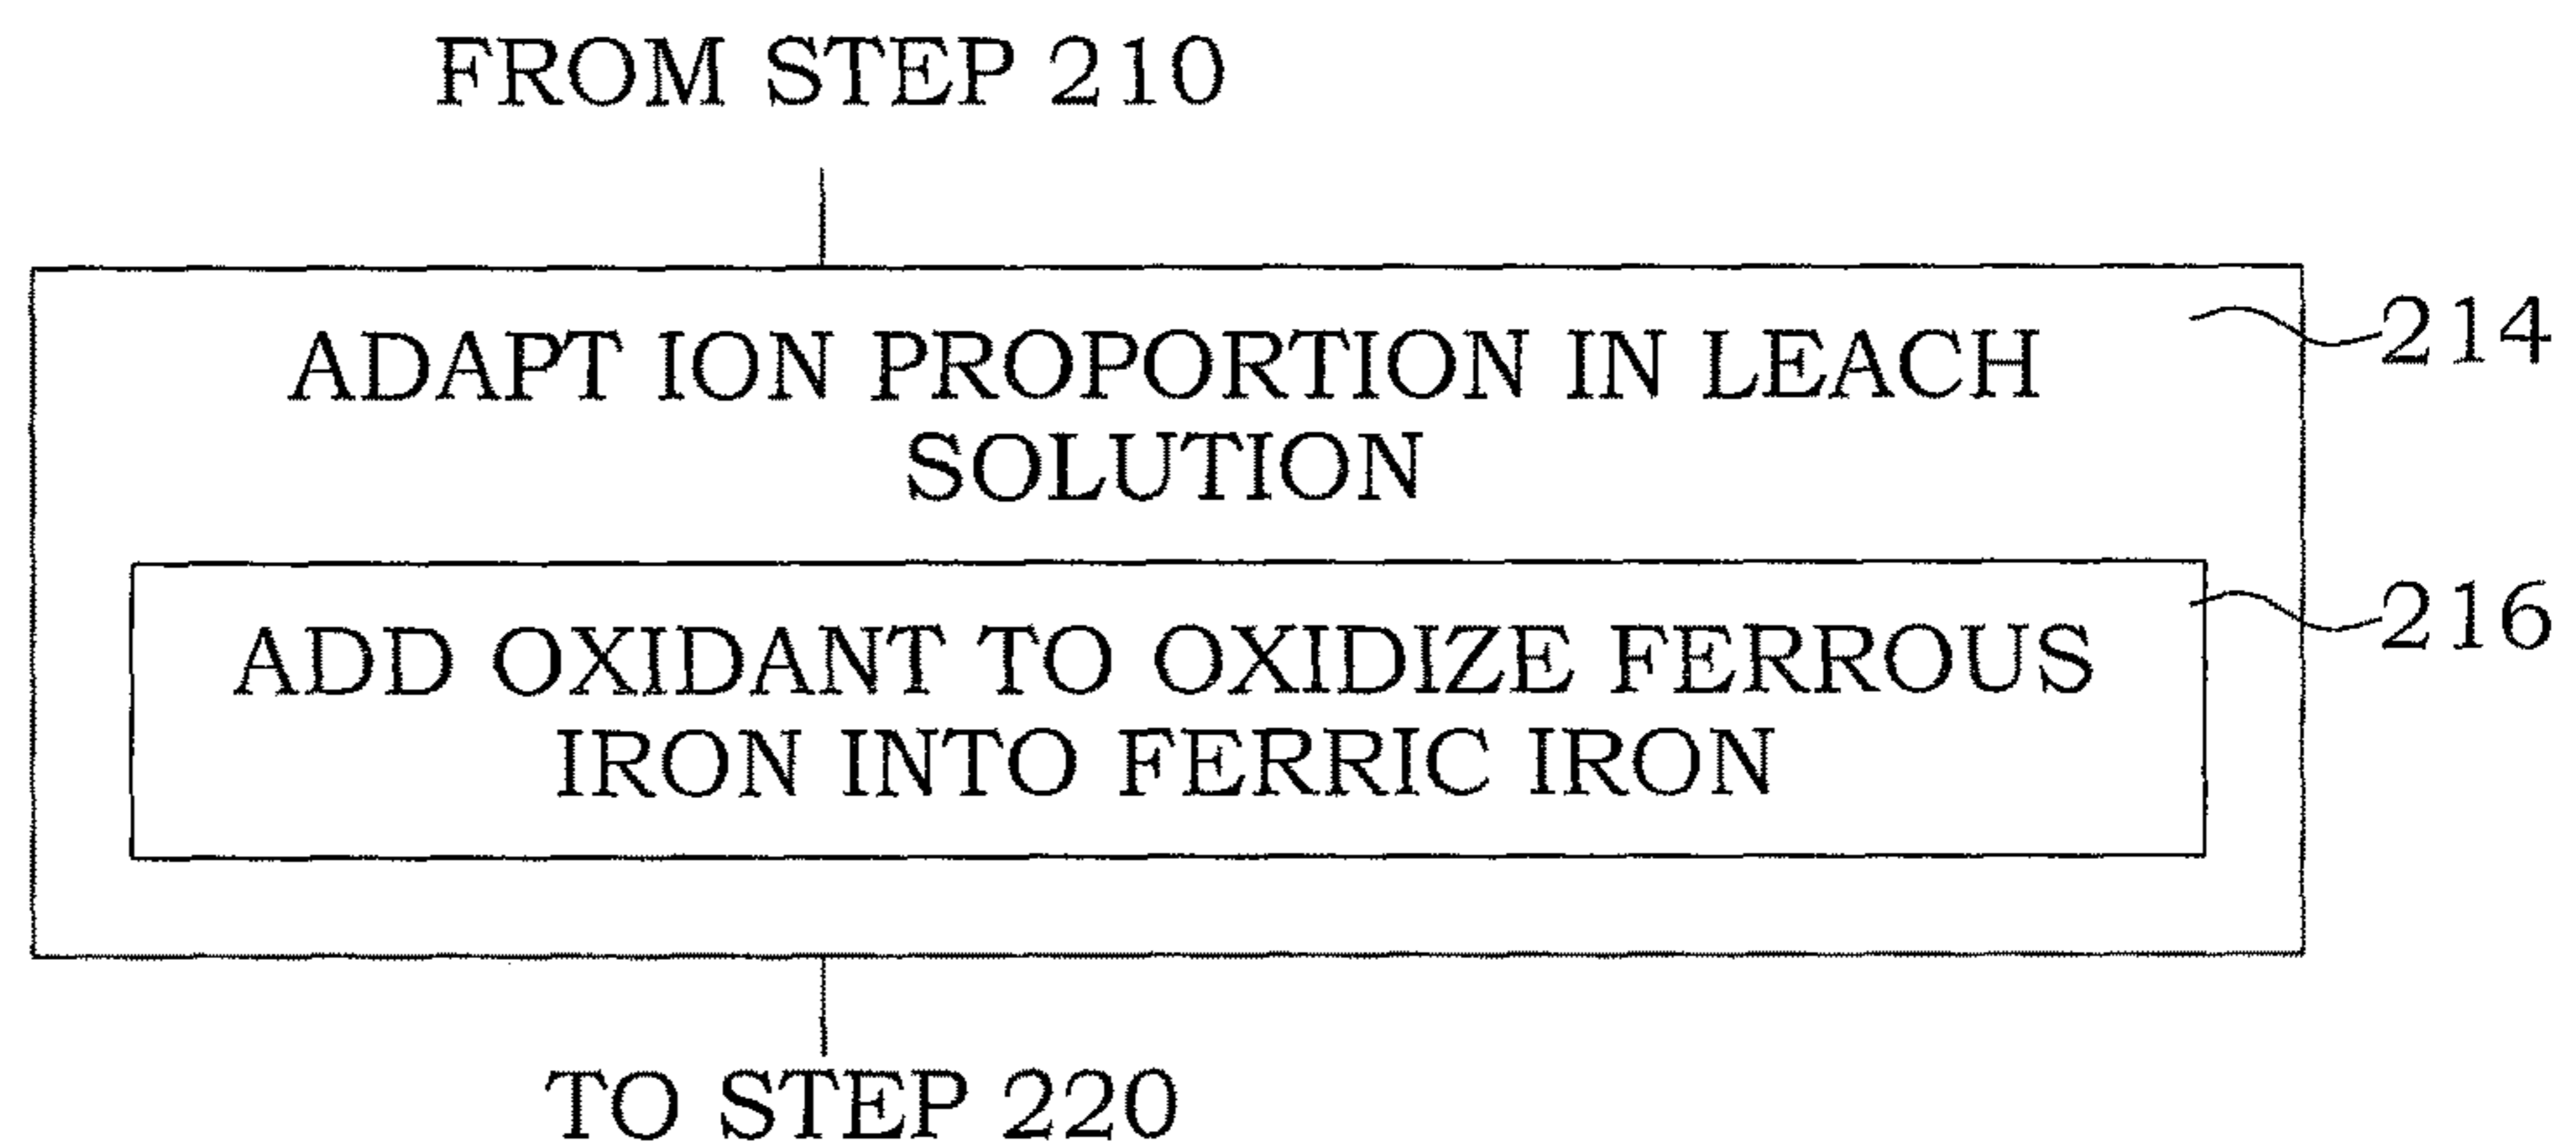 FROM STEP 210
ADAPT ION PROPORTION IN LEACH
SOLUTION
214
ADD OXIDANT TO OXIDIZE FERROUS
IRON INTO FERRIC IRON
216
TO STEP 220